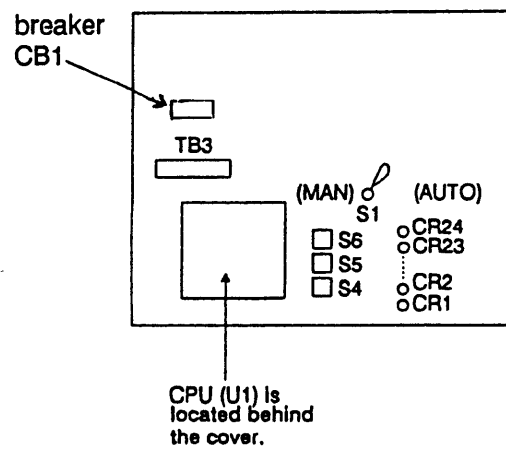 breaker
CB1
TB3
(MAN)
(AUTO)
S1
S6
S5
S4
CR24
CR23
CR2
CR1
CPU (U1) is
located behind
the cover.